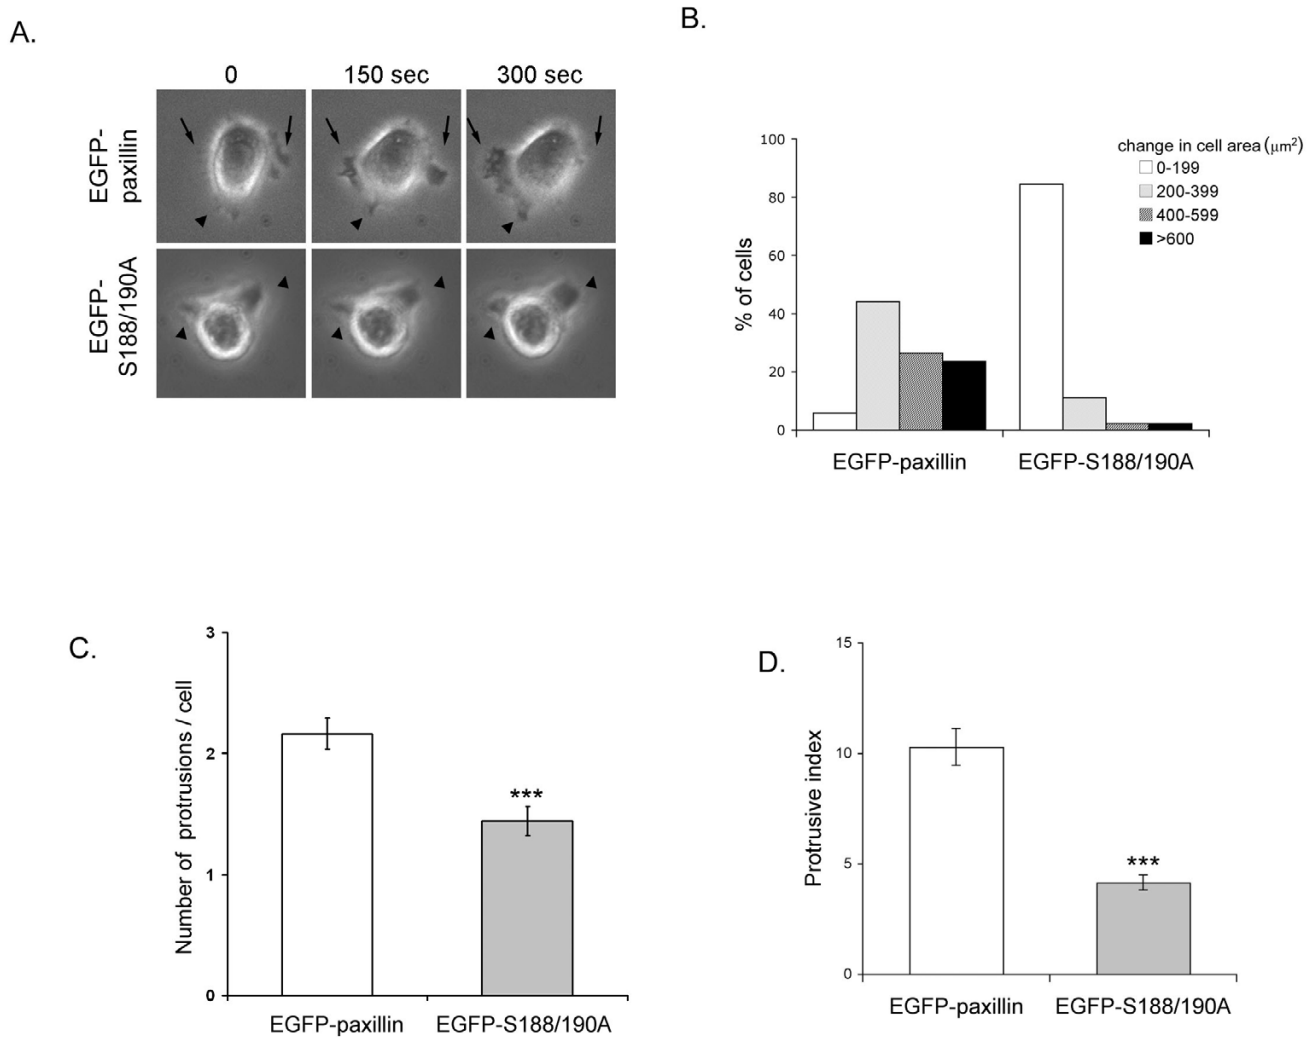 A.
0 150 sec 300 sec
EGFP-
paxillin
EGFP-
S188/190A
B.
change in cell area (μm²)
0-199
200-399
400-599
>600
% of cells
100
80
60
40
20
0
EGFP-paxillin EGFP-S188/190A
C.
Number of protrusions / cell
3
2
1
0
***
EGFP-paxillin EGFP-S188/190A
D.
Protrusive index
15
10
5
0
***
EGFP-paxillin EGFP-S188/190A